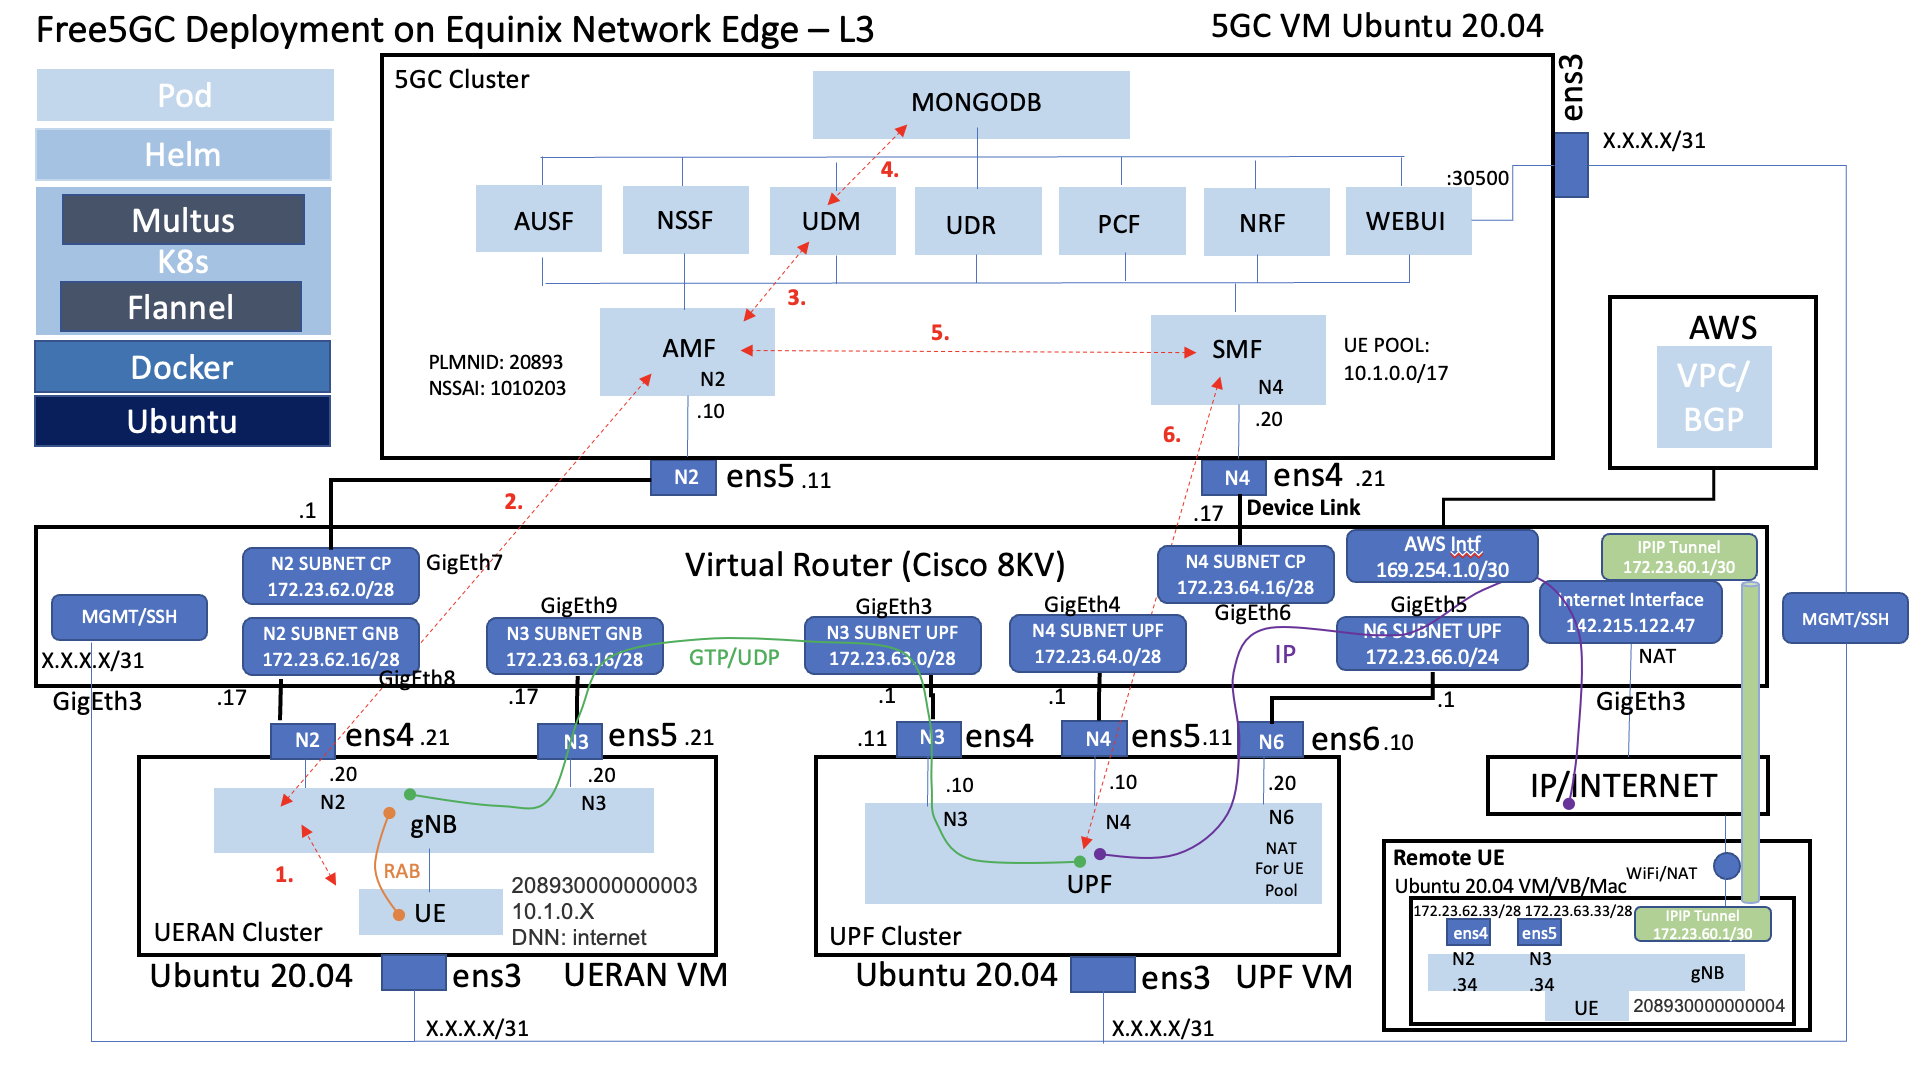 Free5GC Deployment on Equinix Network Edge – L3
5GC VM Ubuntu 20.04
Pod
Helm
Multus
K8s
Flannel
Docker
Ubuntu
5GC Cluster
MONGODB
ens3
X.X.X.X/31
4.
:30500
AUSF
NSSF
UDM
UDR
PCF
NRF
WEBUI
3.
5.
AMF
N2
.10
PLMNID: 20893
NSSAI: 1010203
SMF
N4
.20
UE POOL:
10.1.0.0/17
6.
2.
AWS
VPC/
BGP
N2
ens5 .11
N4
ens4 .21
Device Link
.1
.17
Virtual Router (Cisco 8KV)
N2 SUBNET CP
172.23.62.0/28
GigEth7
N4 SUBNET CP
172.23.64.16/28
GigEth6
AWS Intf
169.254.1.0/30
IPIP Tunnel
172.23.60.1/30
MGMT/SSH
X.X.X.X/31
GigEth3
N2 SUBNET GNB
172.23.62.16/28
GigEth8
GigEth9
N3 SUBNET GNB
172.23.63.16/28
GTP/UDP
GigEth3
N3 SUBNET UPF
172.23.63.0/28
GigEth4
N4 SUBNET UPF
172.23.64.0/28
IP
GigEth5
N6 SUBNET UPF
172.23.66.0/24
Internet Interface
142.215.122.47
NAT
GigEth3
MGMT/SSH
.17
.17
.1
.1
.1
N2
ens4 .21
N3
ens5 .21
.11
N3
ens4
N4
ens5 .11
N6
ens6 .10
.20
N2
.20
N3
gNB
1.
RAB
UE
208930000000003
10.1.0.X
DNN: internet
UERAN Cluster
Ubuntu 20.04
ens3
UERAN VM
X.X.X.X/31
.10
N3
.10
N4
.20
N6
NAT
For UE
Pool
UPF
UPF Cluster
Ubuntu 20.04
ens3
UPF VM
X.X.X.X/31
IP/INTERNET
Remote UE
Ubuntu 20.04 VM/VB/Mac
WiFi/NAT
172.23.62.33/28 172.23.63.33/28
IPIP Tunnel
172.23.60.1/30
ens4
ens5
N2
.34
N3
.34
gNB
UE
208930000000004